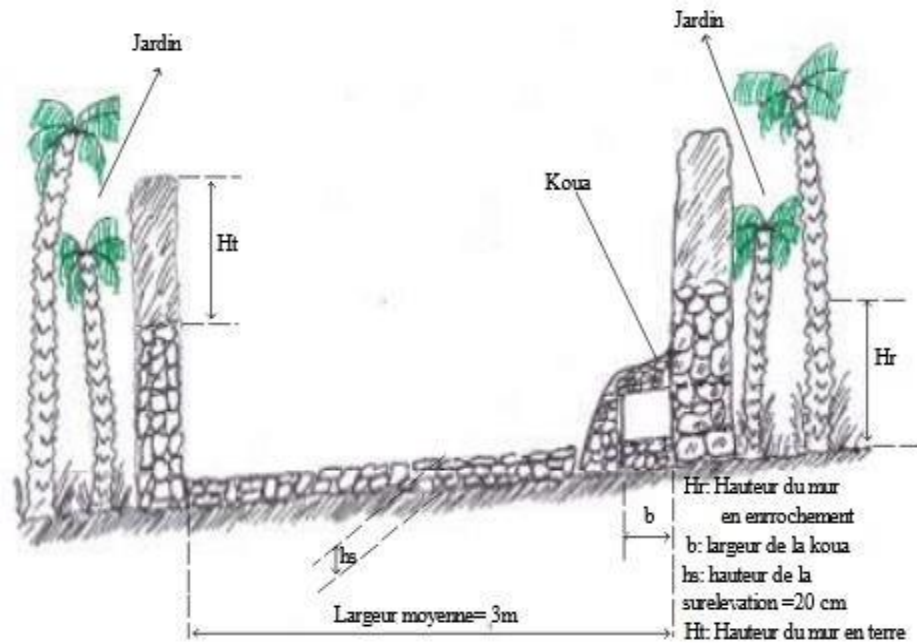 Jardin
Jardin
Koua
Ht
Hr
Hr: Hauteur du mur
en enrrochement
b
b: largeur de la koua
hs
hs: hauteur de la
surelevation =20 cm
Largeur moyenne= 3m
Ht: Hauteur du mur en terre